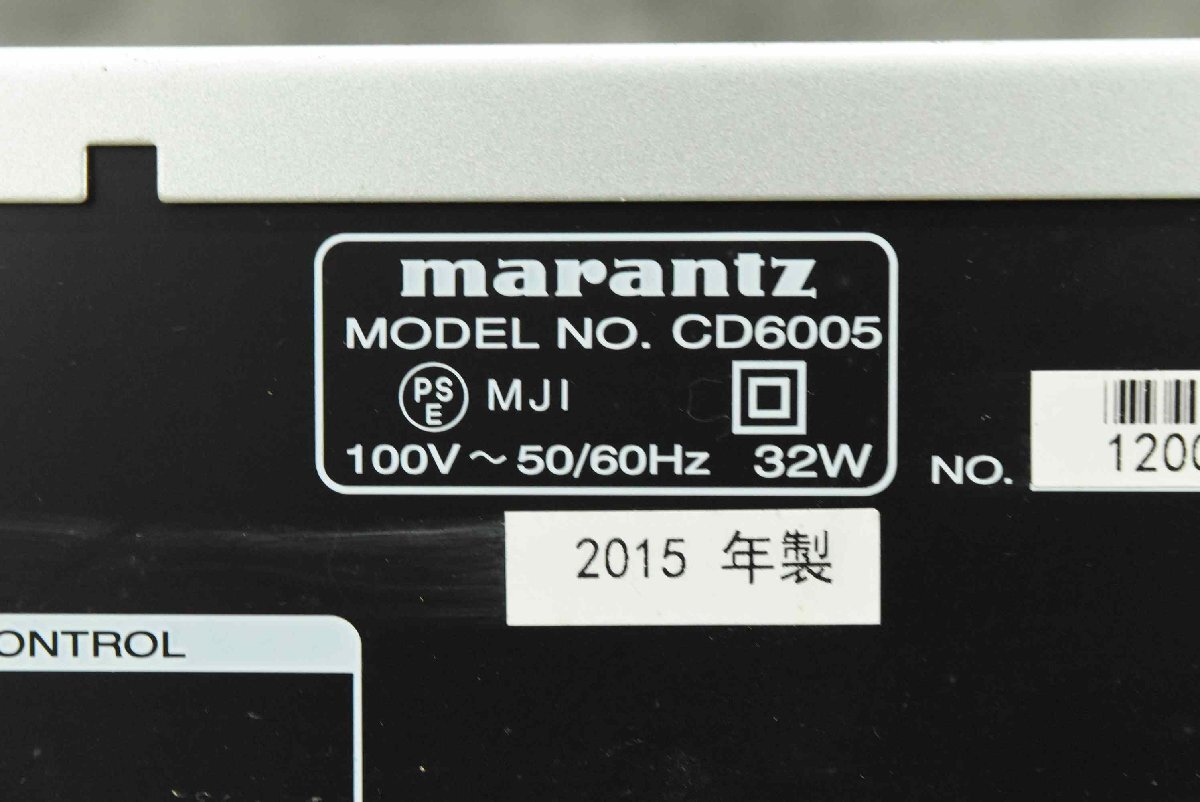 marantz
MODEL NO. CD6005
PS
E MJI
100V～50/60Hz 32W
NO. 1200
2015 年製
ONTROL